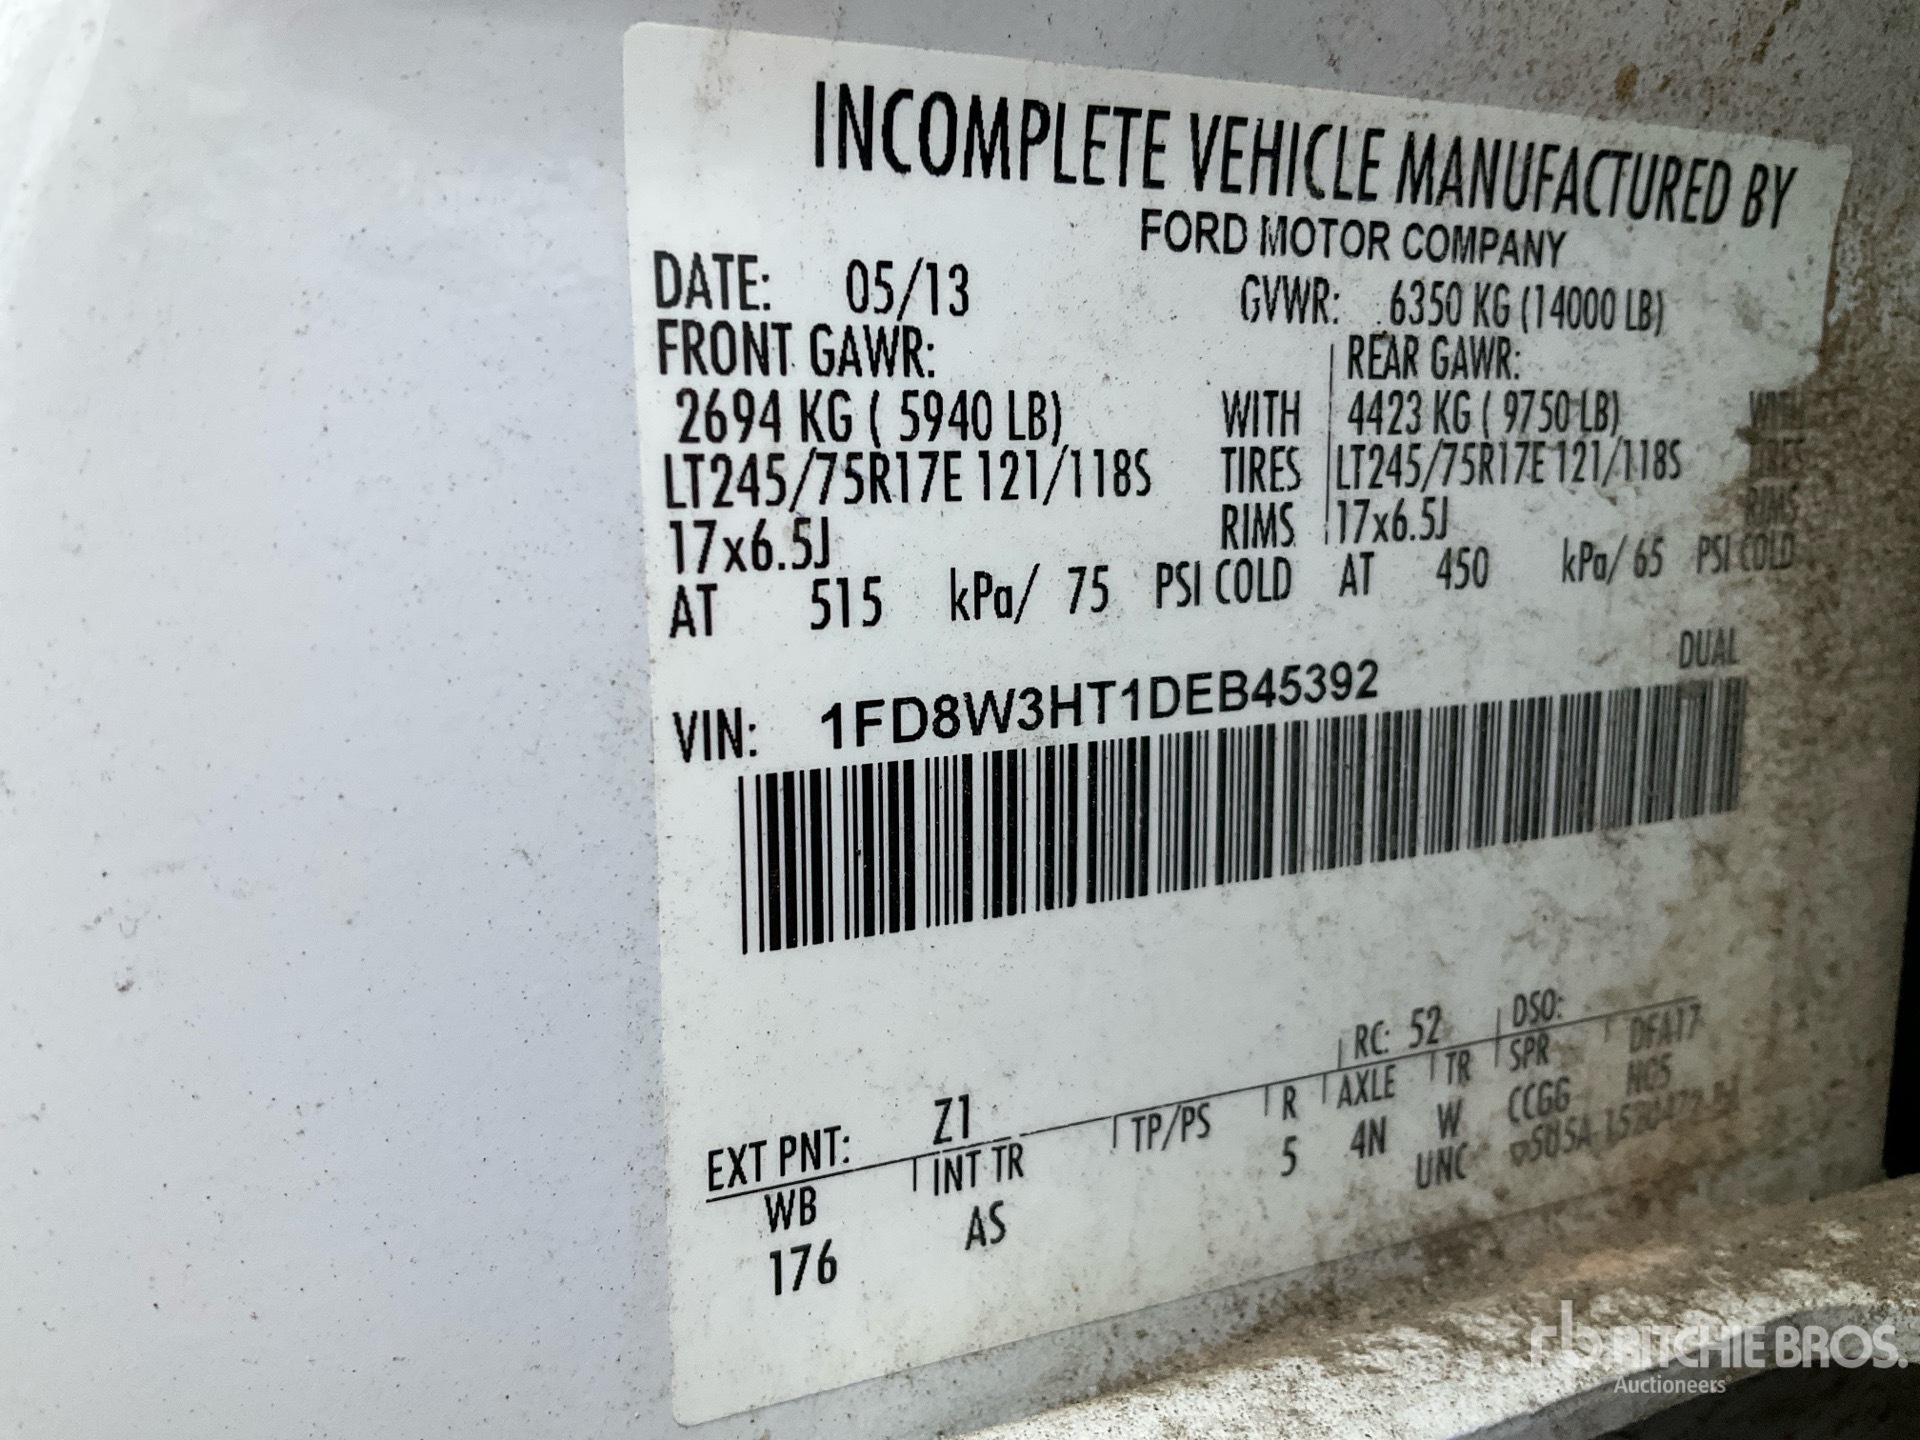 INCOMPLETE VEHICLE MANUFACTURED BY
FORD MOTOR COMPANY
DATE: 05/13 GVWR: 6350 KG (14000 LB)
FRONT GAWR: REAR GAWR:
2694 KG ( 5940 LB) WITH 4423 KG ( 9750 LB) WITH
LT245/75R17E 121/118S TIRES LT245/75R17E 121/118S TIRES
17x6.5J RIMS 17x6.5J RIMS
AT 515 kPa/ 75 PSI COLD AT 450 kPa/ 65 PSI COLD
DUAL
VIN: 1FD8W3HT1DEB45392
EXT PNT: Z1 RC: 52 DSO:
WB INT TR TP/PS R AXLE TR SPR DFA17
176 AS 5 4N W CCGG
UNC
RITCHIE BROS.
Auctioneers